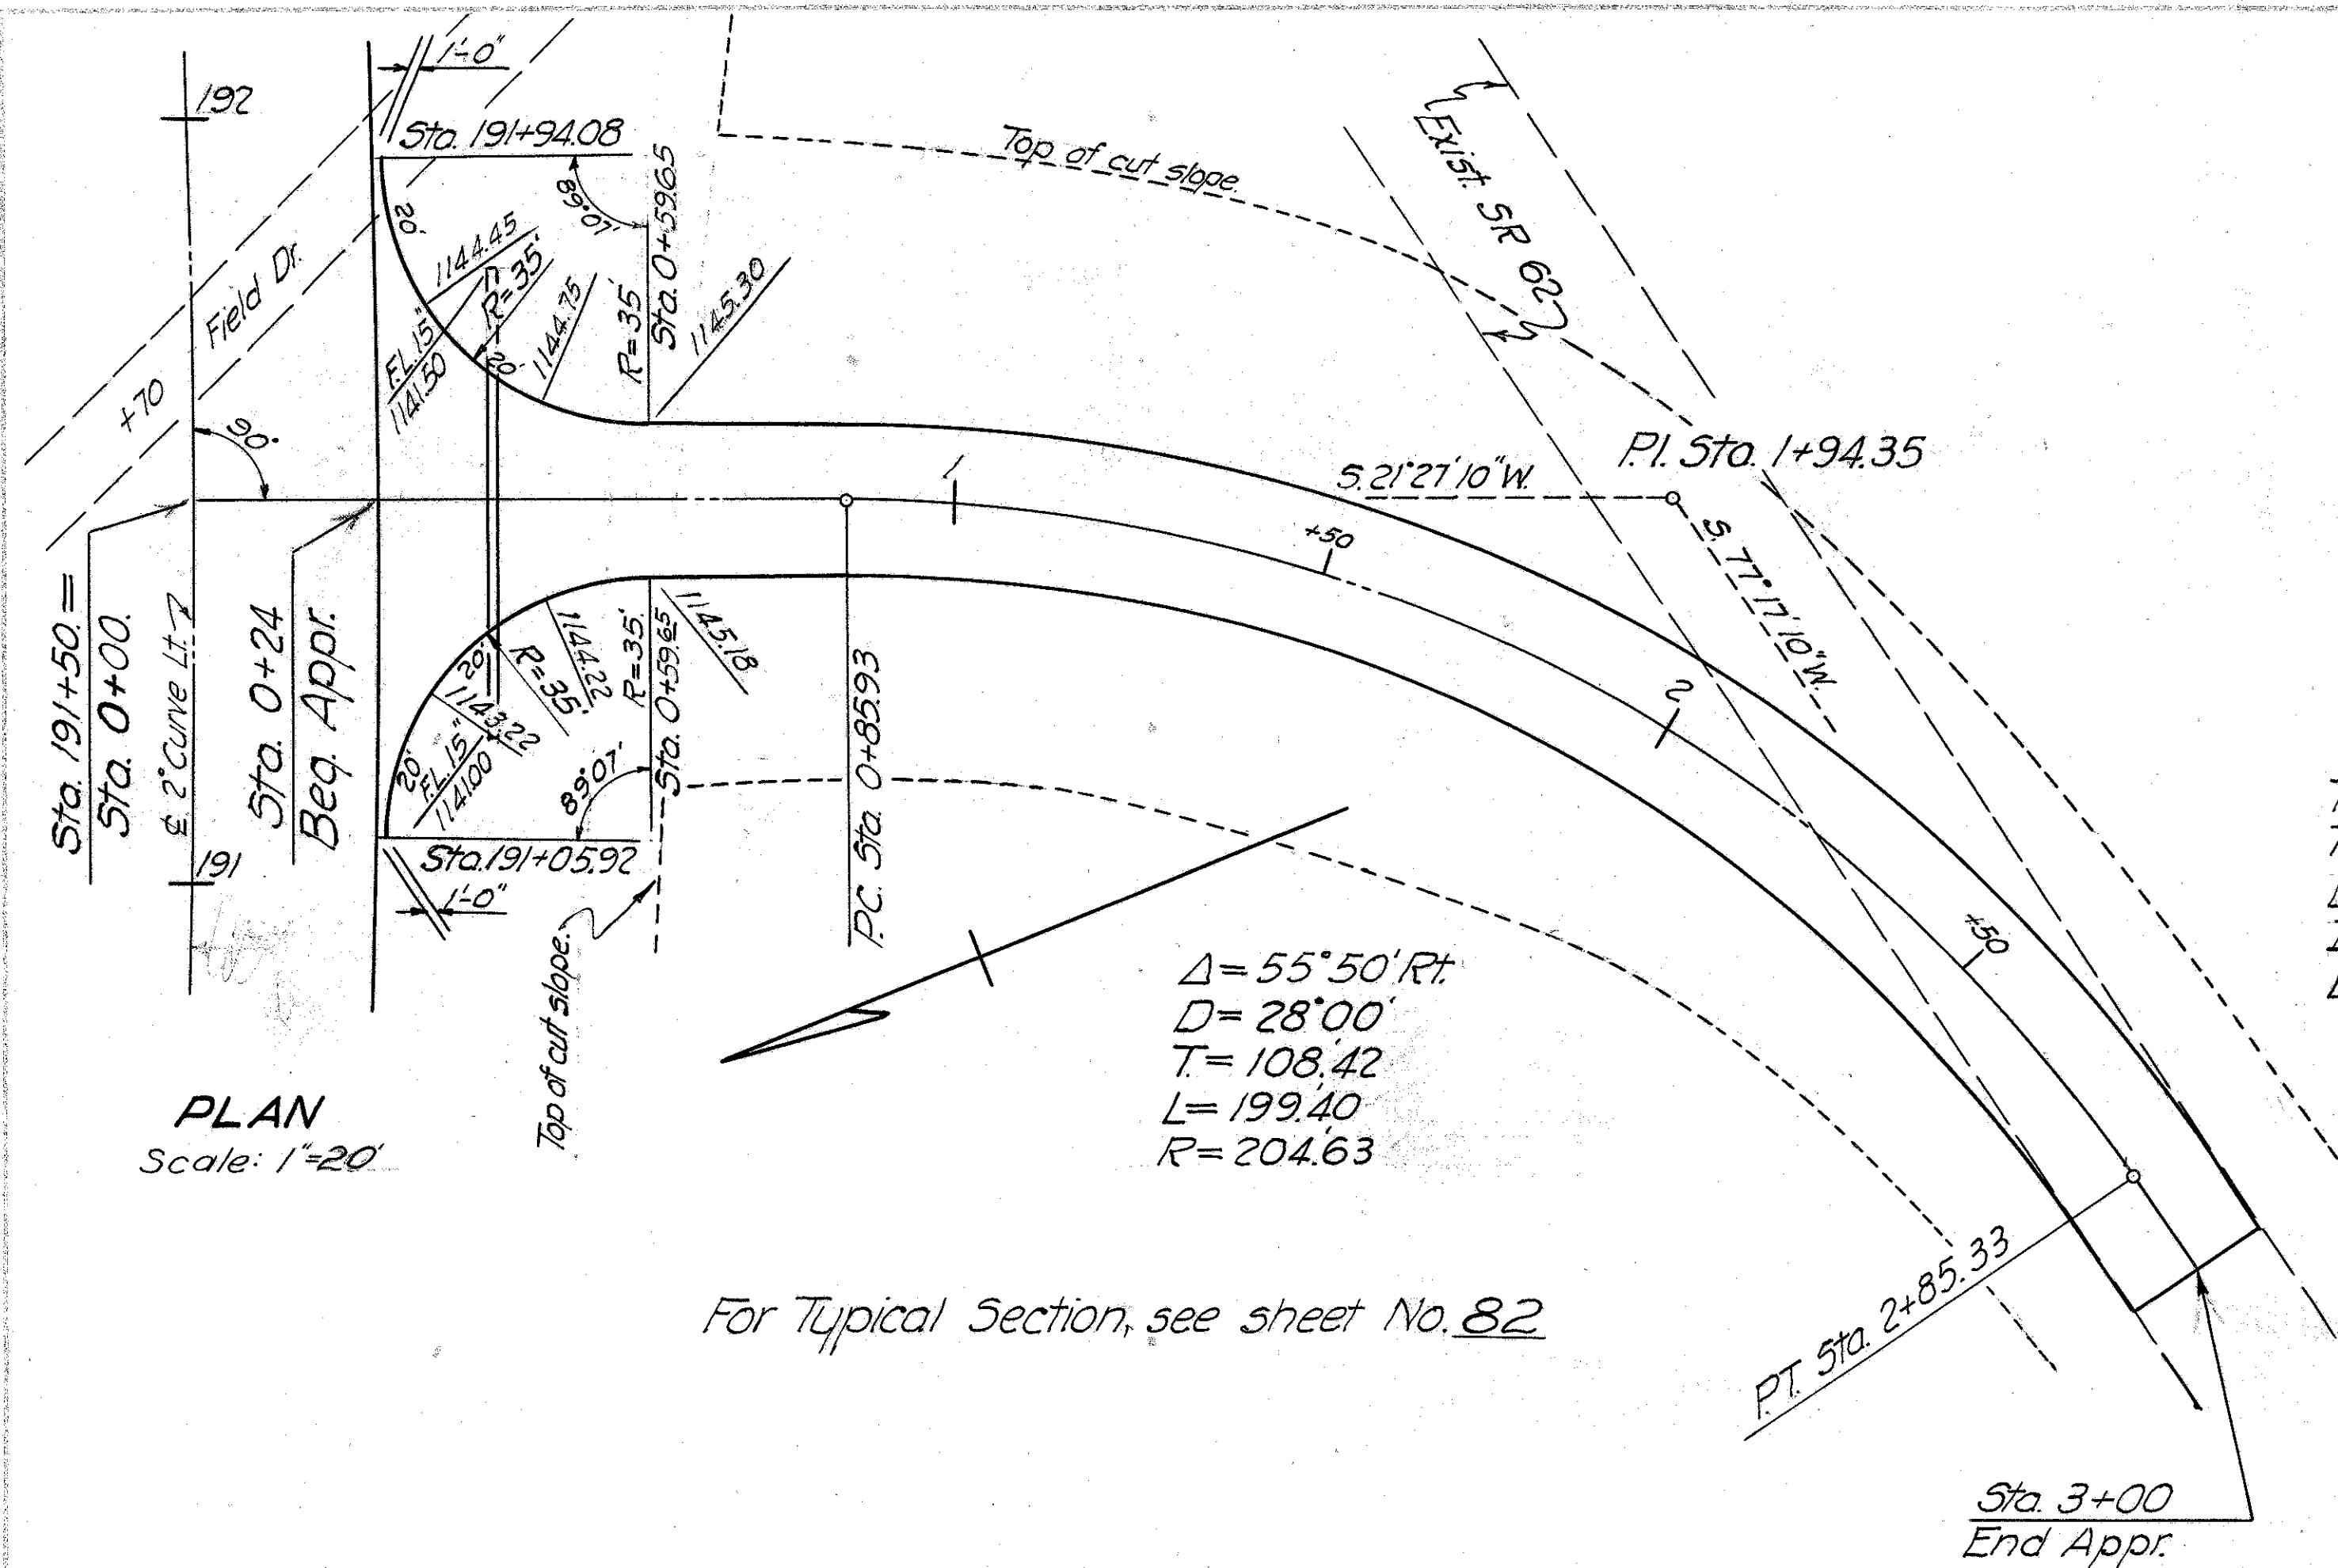 1'-0"
192
Sta. 191+94.08
89°07'
Sta. 0+59.65
Top of cut slope.
Exist. SR 62
20'
1144.45
R=35'
1144.75
R=35'
1145.30
Field Dr.
+70
F.L. 15"
1141.50
20'
90°
P.I. Sta. 1+94.35
S. 21°27'10" W.
1
+50
S. 77°17'10" W.
2
+50
Sta. 191+50. =
Sta. 0+00.
℄ 2° Curve Lt.
Sta. 0+24
Beg. Appr.
20'
R=35'
1144.22
R=35'
Sta. 0+59.65
1145.18
1143.22
20'
F.L. 15"
1141.00
89°07'
P.C. Sta. 0+85.93
191
Sta. 191+05.92
1'-0"
Top of cut slope.
Δ= 55°50' Rt.
D= 28°00'
T.= 108.'42
L= 199.'40
R= 204.'63
PLAN
Scale: 1"=20'
For Typical Section, see sheet No. 82
P.T. Sta. 2+85.33
Sta. 3+00
End Appr.